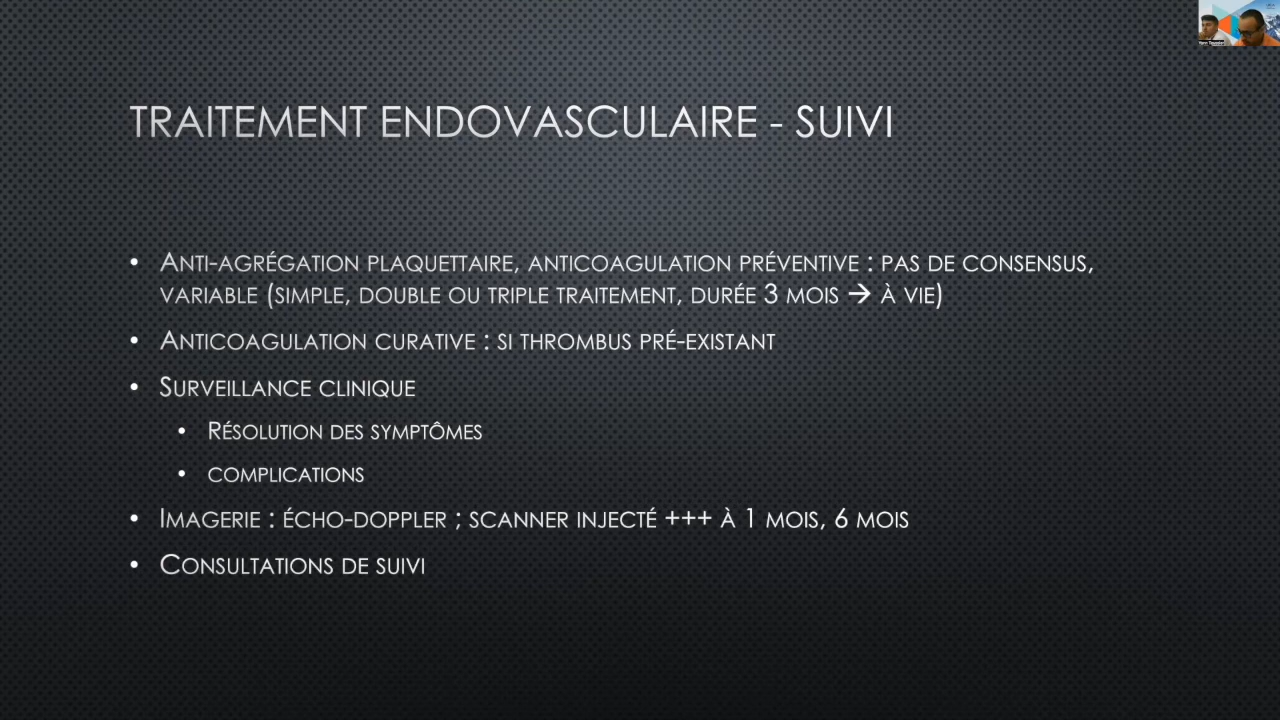 TRAITEMENT ENDOVASCULAIRE - SUIVI
• ANTI-AGRÉGATION PLAQUETTAIRE, ANTICOAGULATION PRÉVENTIVE : PAS DE CONSENSUS,
VARIABLE (SIMPLE, DOUBLE OU TRIPLE TRAITEMENT, DURÉE 3 MOIS → À VIE)
• ANTICOAGULATION CURATIVE : SI THROMBUS PRÉ-EXISTANT
• SURVEILLANCE CLINIQUE
• RÉSOLUTION DES SYMPTÔMES
• COMPLICATIONS
• IMAGERIE : ÉCHO-DOPPLER ; SCANNER INJECTÉ +++ À 1 MOIS, 6 MOIS
• CONSULTATIONS DE SUIVI